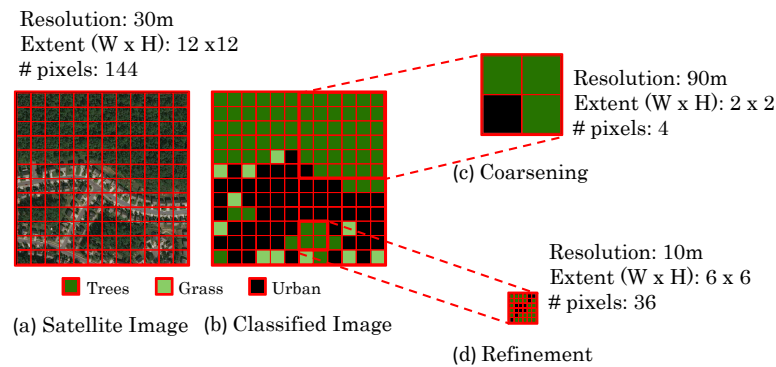 Resolution: 30m
Extent (W x H): 12 x12
# pixels: 144
Resolution: 90m
Extent (W x H): 2 x 2
# pixels: 4
(c) Coarsening
Resolution: 10m
Extent (W x H): 6 x 6
# pixels: 36
(d) Refinement
Trees Grass Urban
(a) Satellite Image (b) Classified Image